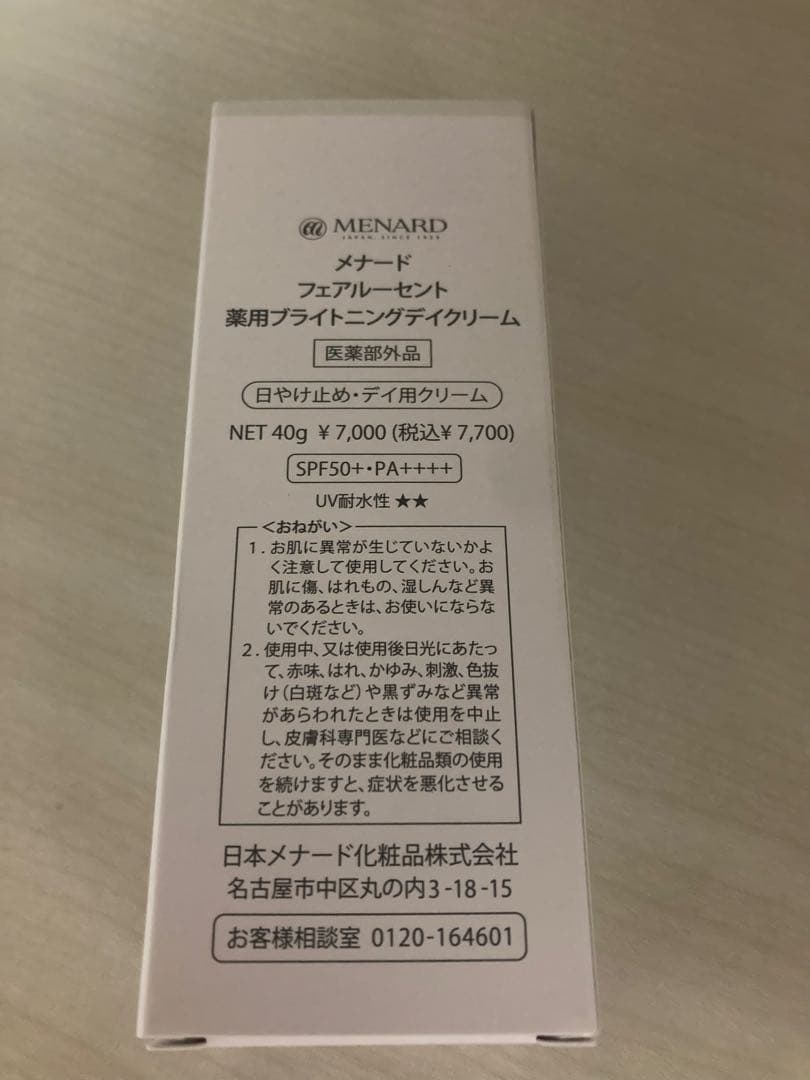 MENARD
JAPAN, SINCE 1959
メナード
フェアルーセント
薬用ブライトニングデイクリーム
医薬部外品
日やけ止め・デイ用クリーム
NET 40g ¥7,000 (税込¥7,700)
SPF50+・PA++++
UV耐水性 ★★
<おねがい>
1. お肌に異常が生じていないかよ
く注意して使用してください。お
肌に傷、はれもの、湿しんなど異
常のあるときは、お使いにならな
いでください。
2. 使用中、又は使用後日光にあたっ
て、赤味、はれ、かゆみ、刺激、色抜
け(白斑など)や黒ずみなど異常
があらわれたときは使用を中止
し、皮膚科専門医などにご相談く
ださい。そのまま化粧品類の使用
を続けますと、症状を悪化させる
ことがあります。
日本メナード化粧品株式会社
名古屋市中区丸の内3-18-15
お客様相談室 0120-164601